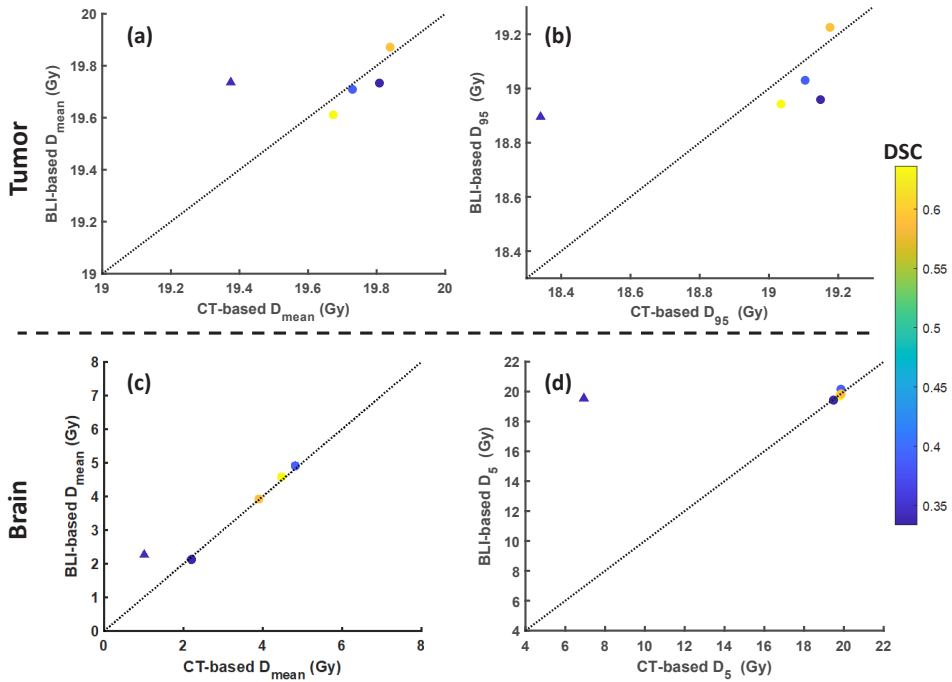 Tumor
(a)
BLI-based D_mean (Gy)
20
19.8
19.6
19.4
19.2
19
19 19.2 19.4 19.6 19.8 20
CT-based D_mean (Gy)
(b)
BLI-based D_95 (Gy)
19.2
19
18.8
18.6
18.4
18.4 18.6 18.8 19 19.2
CT-based D_95 (Gy)
DSC
0.6
0.55
0.5
0.45
0.4
0.35
Brain
(c)
BLI-based D_mean (Gy)
8
7
6
5
4
3
2
1
0
0 2 4 6 8
CT-based D_mean (Gy)
(d)
BLI-based D_5 (Gy)
22
20
18
16
14
12
10
8
6
4
4 6 8 10 12 14 16 18 20 22
CT-based D_5 (Gy)